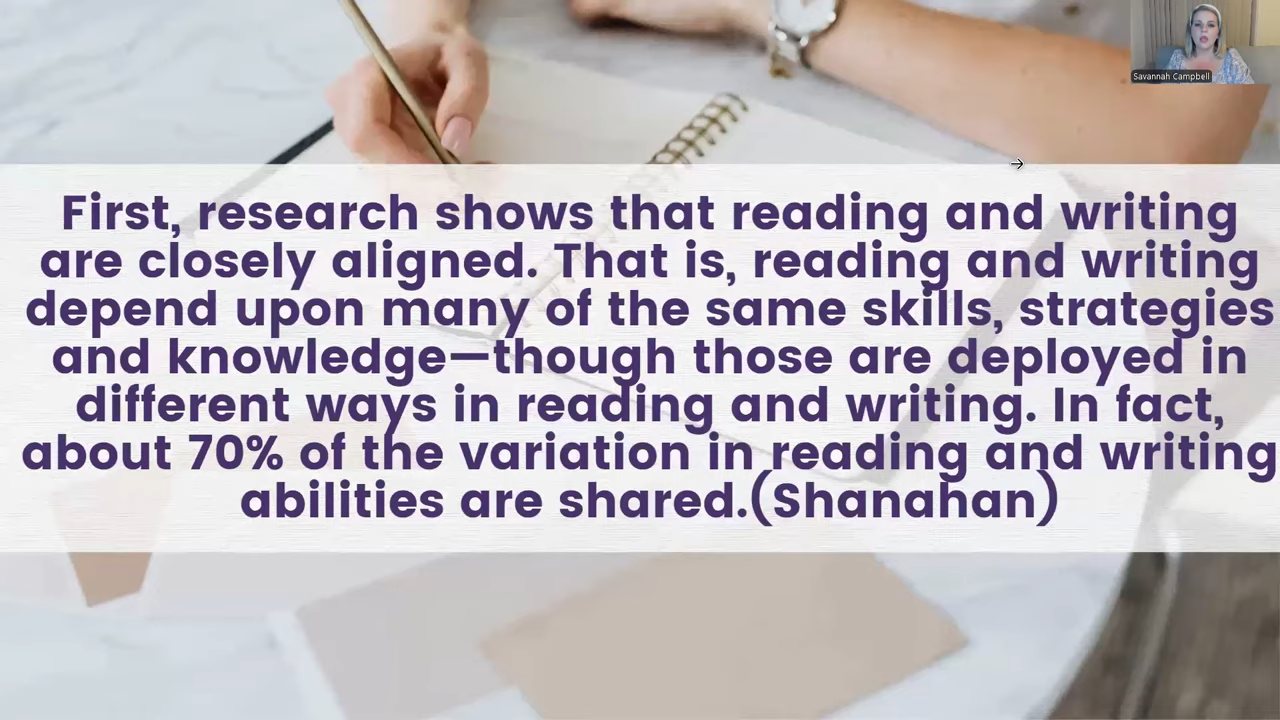 Savannah Campbell
First, research shows that reading and writing
are closely aligned. That is, reading and writing
depend upon many of the same skills, strategies
and knowledge—though those are deployed in
different ways in reading and writing. In fact,
about 70% of the variation in reading and writing
abilities are shared.(Shanahan)